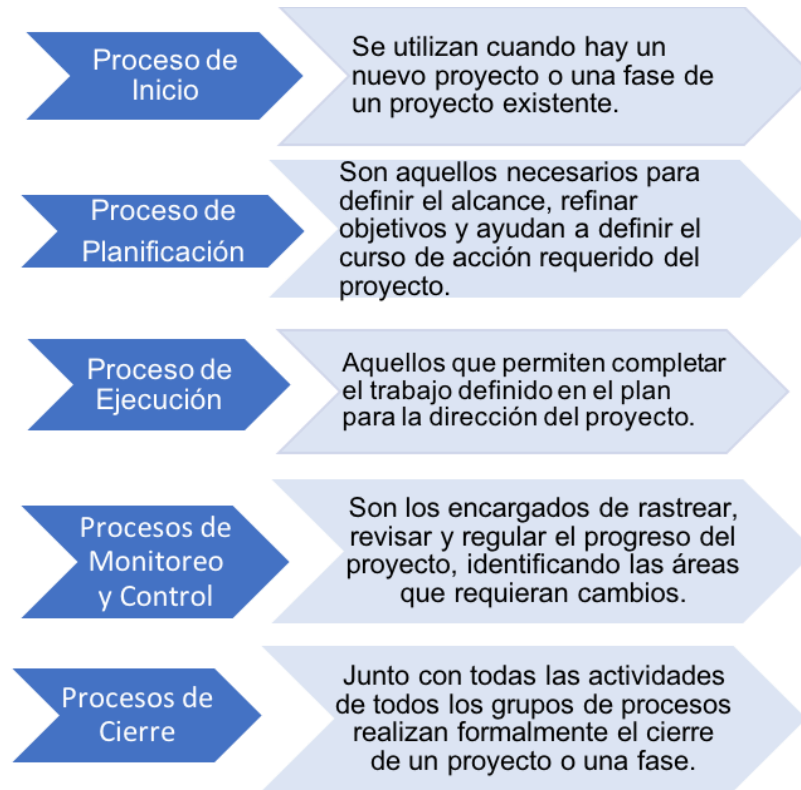 Proceso de
Inicio
Se utilizan cuando hay un
nuevo proyecto o una fase de
un proyecto existente.
Proceso de
Planificación
Son aquellos necesarios para
definir el alcance, refinar
objetivos y ayudan a definir el
curso de acción requerido del
proyecto.
Proceso de
Ejecución
Aquellos que permiten completar
el trabajo definido en el plan
para la dirección del proyecto.
Procesos de
Monitoreo
y Control
Son los encargados de rastrear,
revisar y regular el progreso del
proyecto, identificando las áreas
que requieran cambios.
Procesos de
Cierre
Junto con todas las actividades
de todos los grupos de procesos
realizan formalmente el cierre
de un proyecto o una fase.